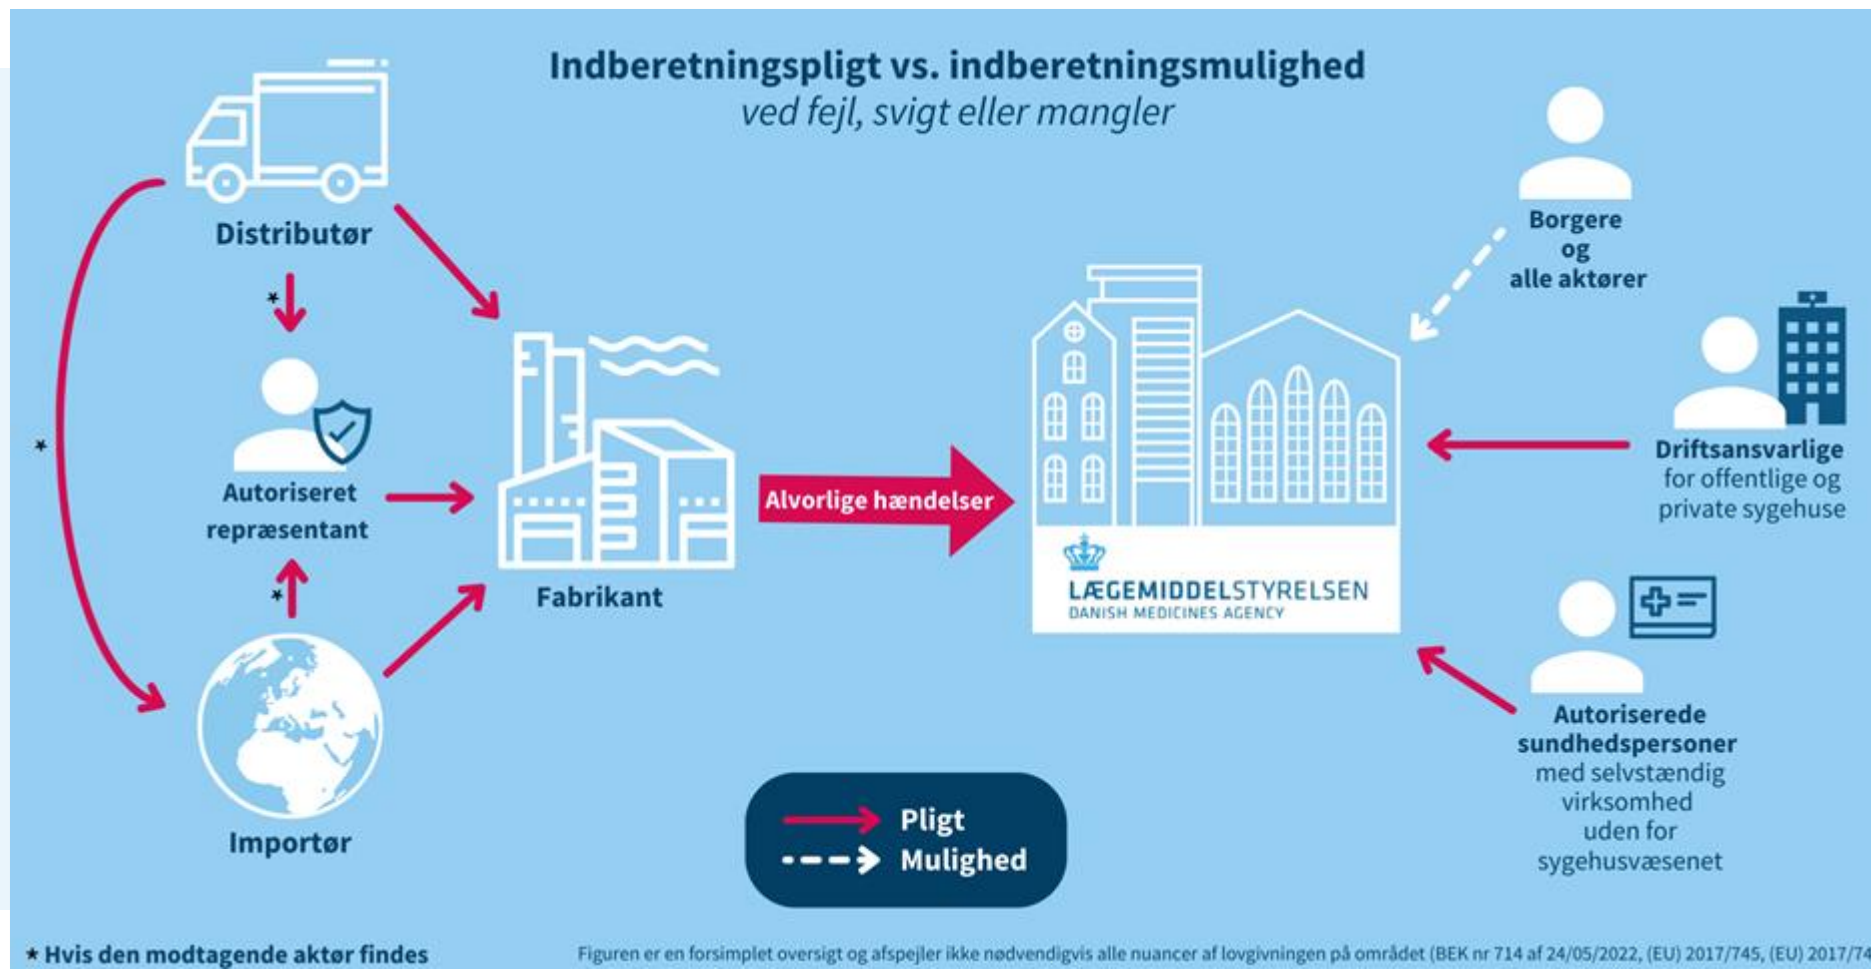 Indberetningspligt vs. indberetningsmulighed
ved fejl, svigt eller mangler
Distributør
*
*
Autoriseret
repræsentant
*
Importør
Fabrikant
Alvorlige hændelser
LÆGEMIDDELSTYRELSEN
DANISH MEDICINES AGENCY
Borgere
og
alle aktører
Driftsansvarlige
for offentlige og
private sygehuse
Autoriserede
sundhedspersoner
med selvstændig
virksomhed
uden for
sygehusvæsenet
Pligt
Mulighed
* Hvis den modtagende aktør findes
Figuren er en forsimplet oversigt og afspejler ikke nødvendigvis alle nuancer af lovgivningen på området (BEK nr 714 af 24/05/2022, (EU) 2017/745, (EU)